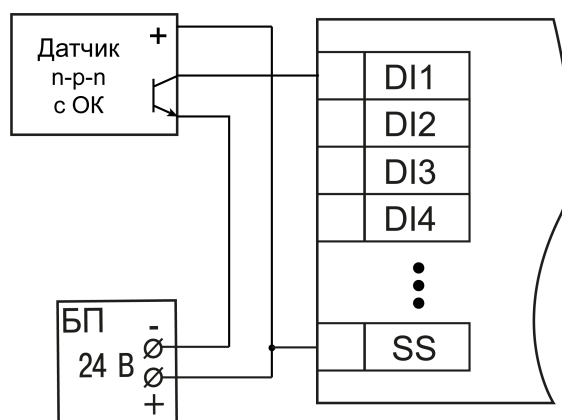 Датчик
n-p-n
с ОК
+
DI1
DI2
DI3
DI4
SS
БП
-
24 В
+